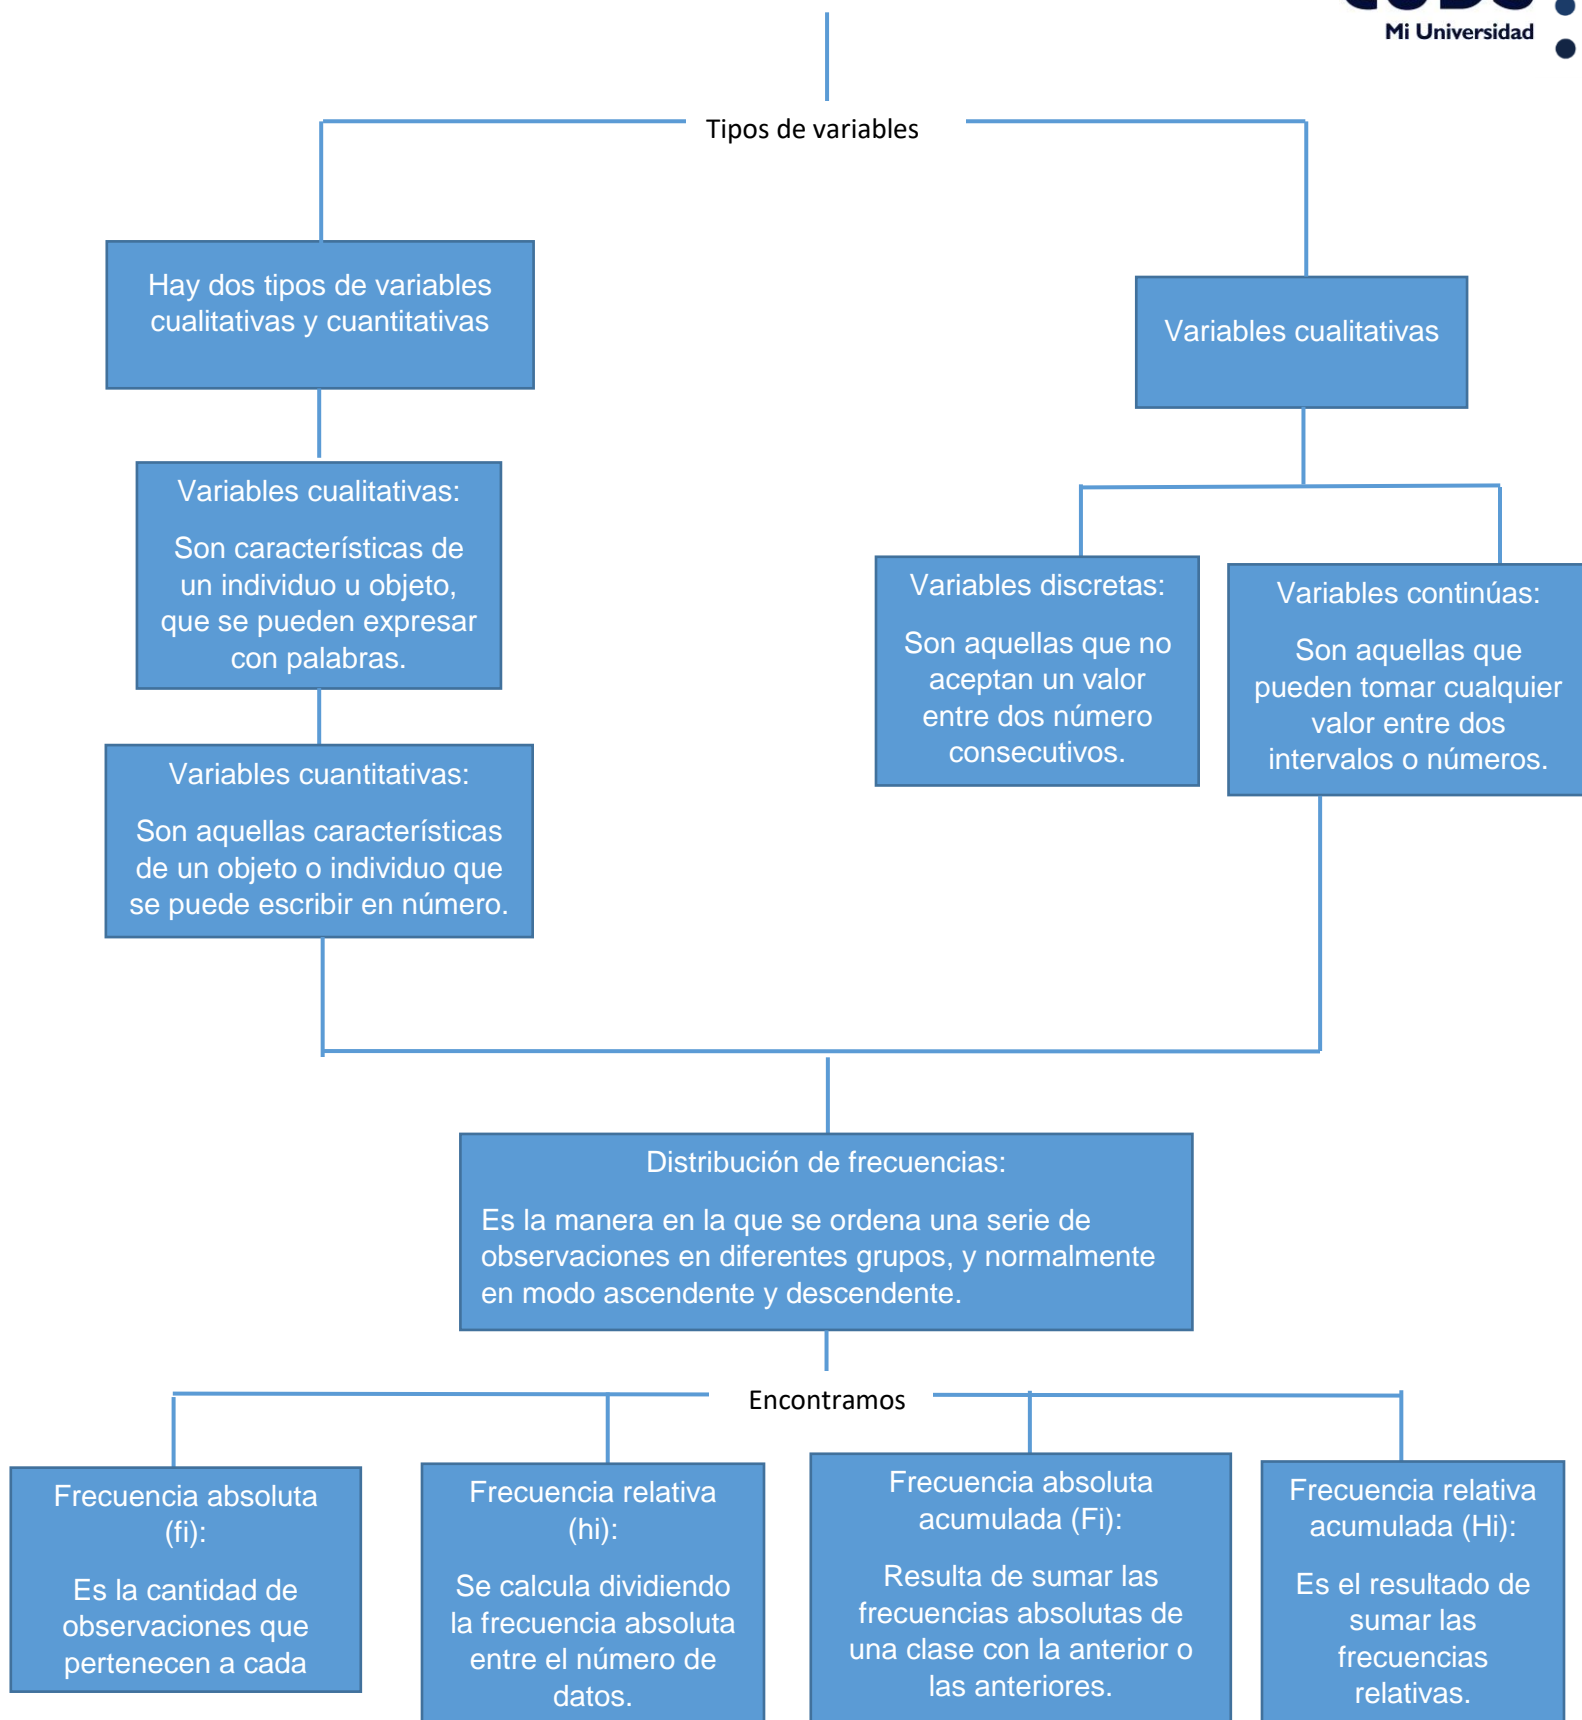 Mi Universidad
Tipos de variables
Hay dos tipos de variables
cualitativas y cuantitativas
Variables cualitativas
Variables cualitativas:
Son características de
un individuo u objeto,
que se pueden expresar
con palabras.
Variables discretas:
Son aquellas que no
aceptan un valor
entre dos número
consecutivos.
Variables continúas:
Son aquellas que
pueden tomar cualquier
valor entre dos
intervalos o números.
Variables cuantitativas:
Son aquellas características
de un objeto o individuo que
se puede escribir en número.
Distribución de frecuencias:
Es la manera en la que se ordena una serie de
observaciones en diferentes grupos, y normalmente
en modo ascendente y descendente.
Encontramos
Frecuencia absoluta
(fi):
Es la cantidad de
observaciones que
pertenecen a cada
Frecuencia relativa
(hi):
Se calcula dividiendo
la frecuencia absoluta
entre el número de
datos.
Frecuencia absoluta
acumulada (Fi):
Resulta de sumar las
frecuencias absolutas de
una clase con la anterior o
las anteriores.
Frecuencia relativa
acumulada (Hi):
Es el resultado de
sumar las
frecuencias
relativas.